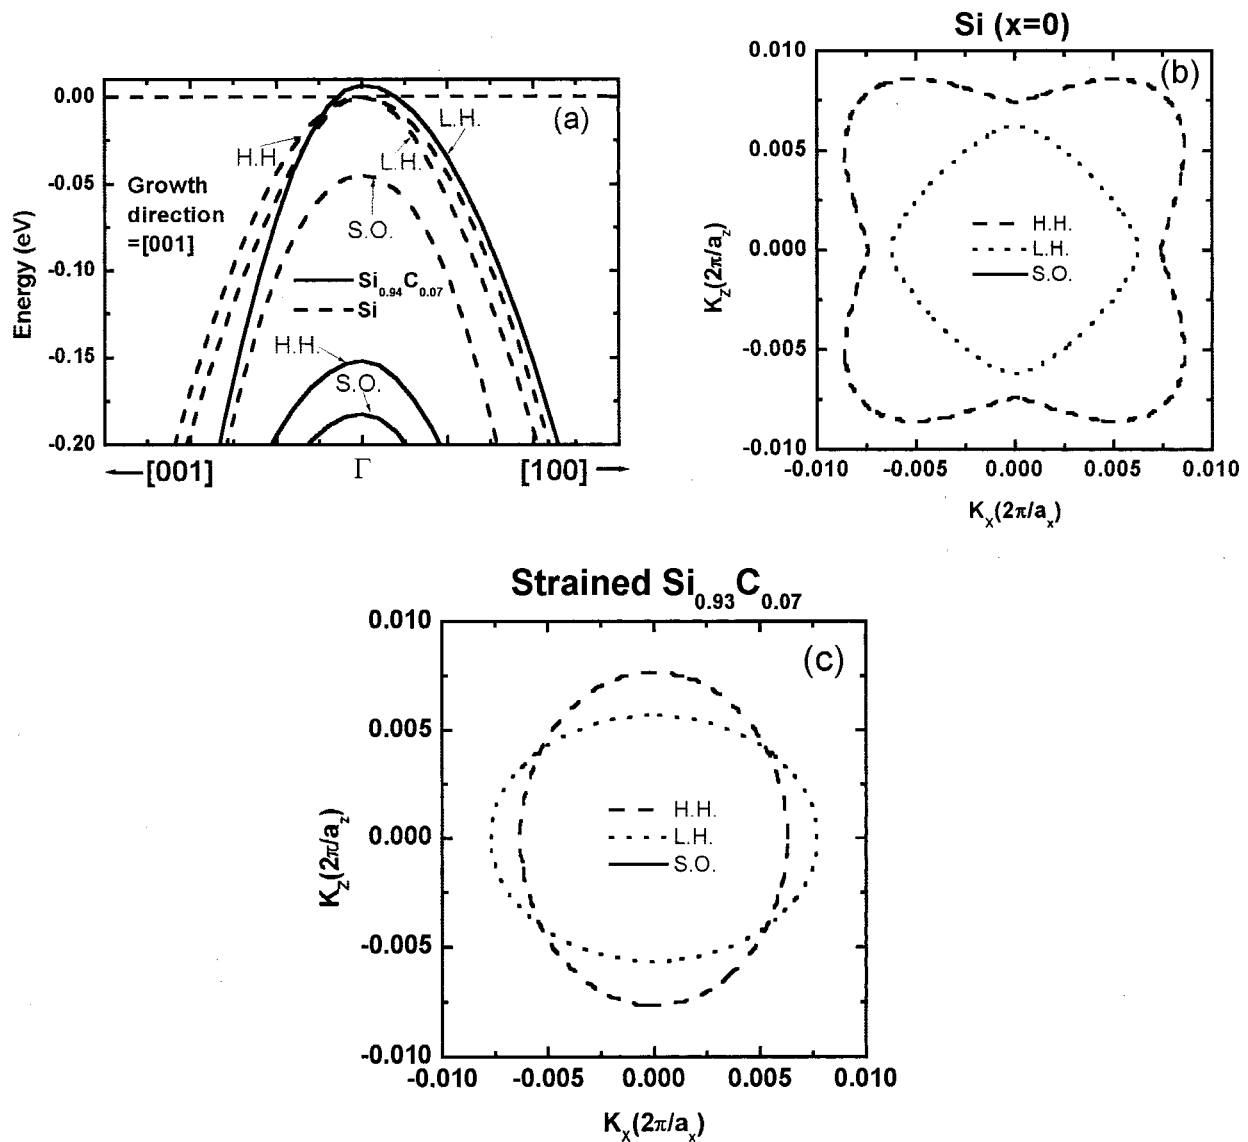 Si (x=0)
0.00
-0.05
-0.10
-0.15
-0.20
Energy (eV)
(a)
H.H.
L.H.
L.H.
Growth
direction
=[001]
S.O.
Si0.94C0.07
Si
H.H.
S.O.
[001]
Γ
[100]
(b)
0.010
0.005
0.000
-0.005
-0.010
KZ(2π/az)
H.H.
L.H.
S.O.
-0.010 -0.005 0.000 0.005 0.010
KX(2π/ax)
Strained Si0.93C0.07
(c)
0.010
0.005
0.000
-0.005
-0.010
KZ(2π/az)
H.H.
L.H.
S.O.
-0.010 -0.005 0.000 0.005 0.010
KX(2π/ax)